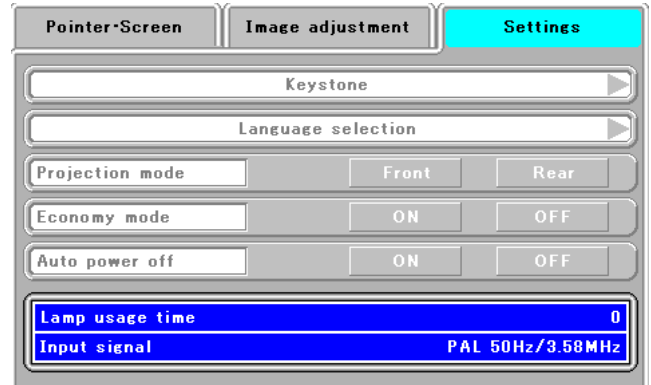 Pointer·Screen Image adjustment Settings
Keystone
Language selection
Projection mode Front Rear
Economy mode ON OFF
Auto power off ON OFF
Lamp usage time 0
Input signal PAL 50Hz/3.58MHz